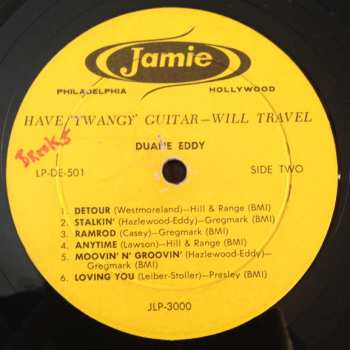 Jamie
PHILADELPHIA HOLLYWOOD
HAVE 'TWANGY' GUITAR—WILL TRAVEL
Brooks
DUANE EDDY
LP-DE-501 SIDE TWO
1. DETOUR (Westmoreland)—Hill & Range (BMI)
2. STALKIN' (Hazlewood-Eddy)—Gregmark (BMI)
3. RAMROD (Casey)—Gregmark (BMI)
4. ANYTIME (Lawson)—Hill & Range (BMI)
5. MOOVIN' N' GROOVIN' (Hazlewood-Eddy)—
Gregmark (BMI)
6. LOVING YOU (Leiber-Stoller)—Presley (BMI)
JLP-3000